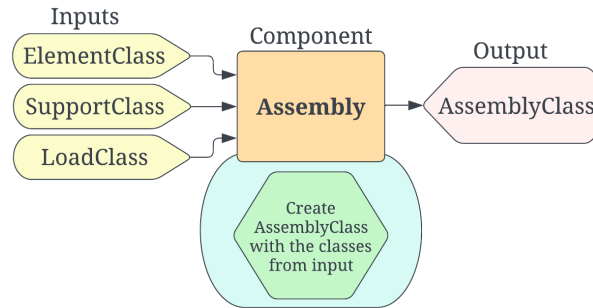 Inputs
ElementClass
SupportClass
LoadClass
Component
Assembly
Output
AssemblyClass
Create
AssemblyClass
with the classes
from input